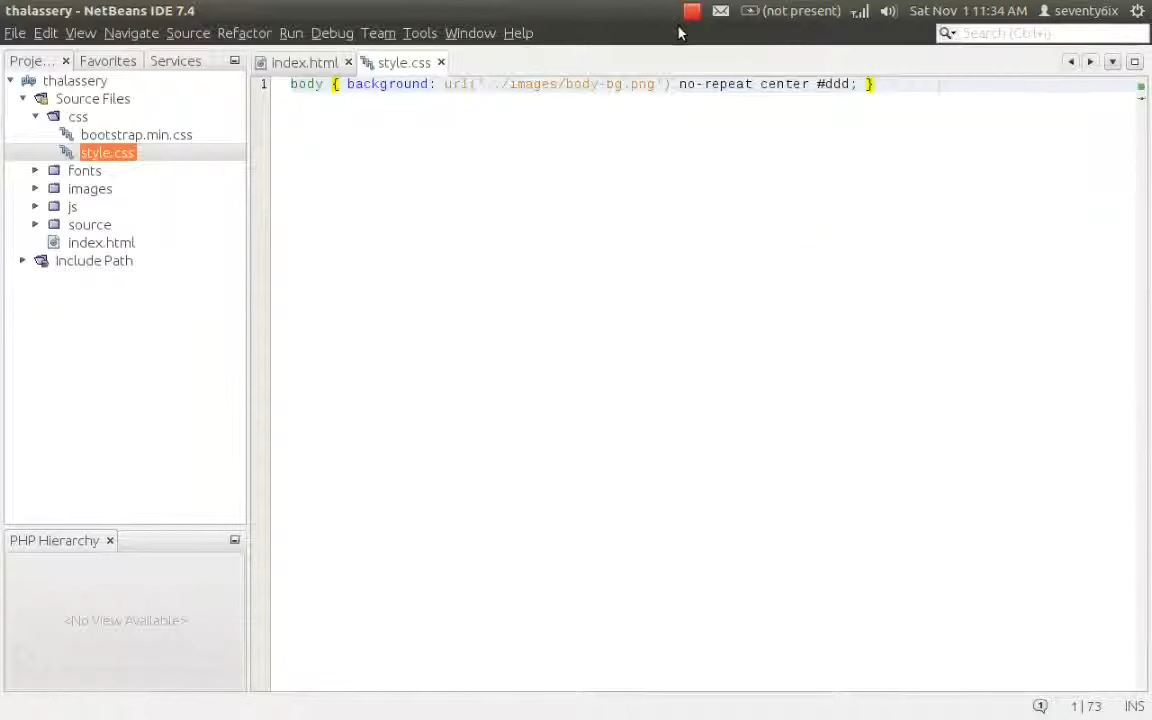 thalassery - NetBeans IDE 7.4
(not present)
Sat Nov 1 11:34 AM
seventy6ix
File Edit View Navigate Source Refactor Run Debug Team Tools Window Help
Search (Ctrl+I)
Proje... Favorites Services
index.html style.css
thalassery
Source Files
css
bootstrap.min.css
style.css
fonts
images
js
source
index.html
Include Path
1 body { background: url('../images/body-bg.png') no-repeat center #ddd; }
PHP Hierarchy
<No View Available>
1 | 73 INS